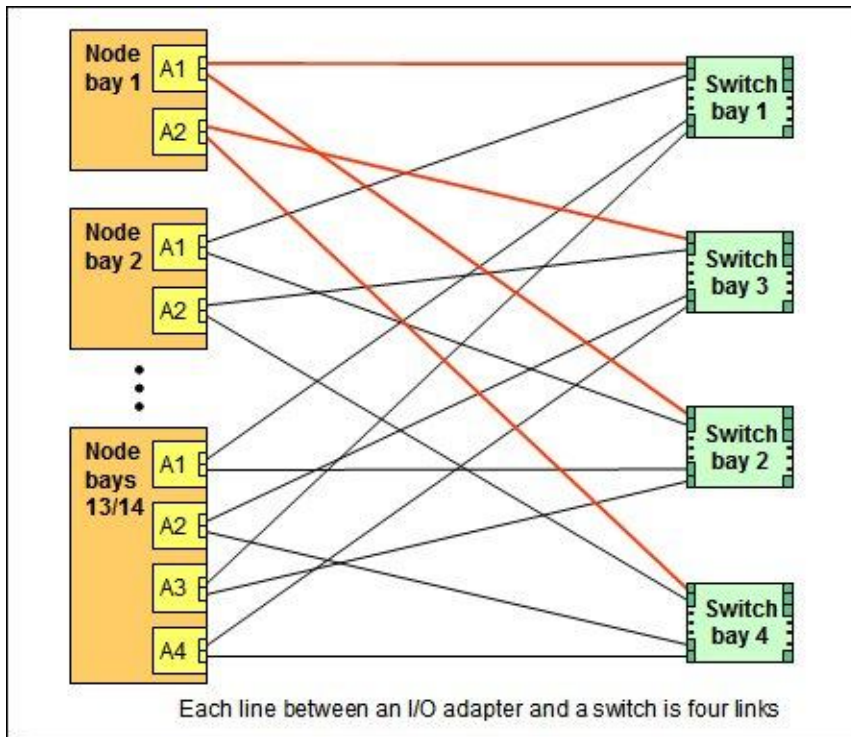 Node
bay 1
A1
A2
Node
bay 2
A1
A2
Node
bays
13/14
A1
A2
A3
A4
Switch
bay 1
Switch
bay 3
Switch
bay 2
Switch
bay 4
Each line between an I/O adapter and a switch is four links